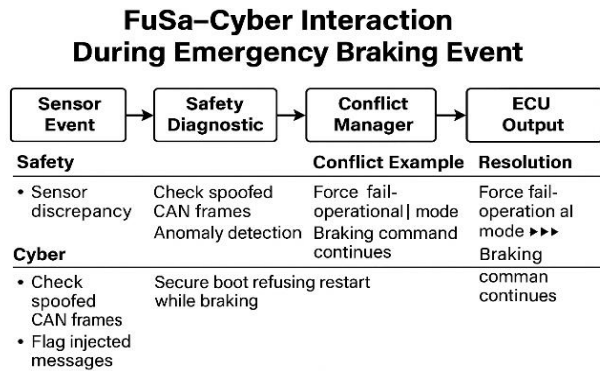 FuSa–Cyber Interaction
During Emergency Braking Event
Sensor
Event
Safety
Diagnostic
Conflict
Manager
ECU
Output
Safety
Conflict Example
Resolution
• Sensor
discrepancy
Check spoofed
CAN frames
Anomaly detection
Force fail-
operational| mode
Braking command
continues
Force fail-
operation al
mode ▸▸▸
Braking
comman
continues
Cyber
• Check
spoofed
CAN frames
• Flag injected
messages
Secure boot refusing restart
while braking